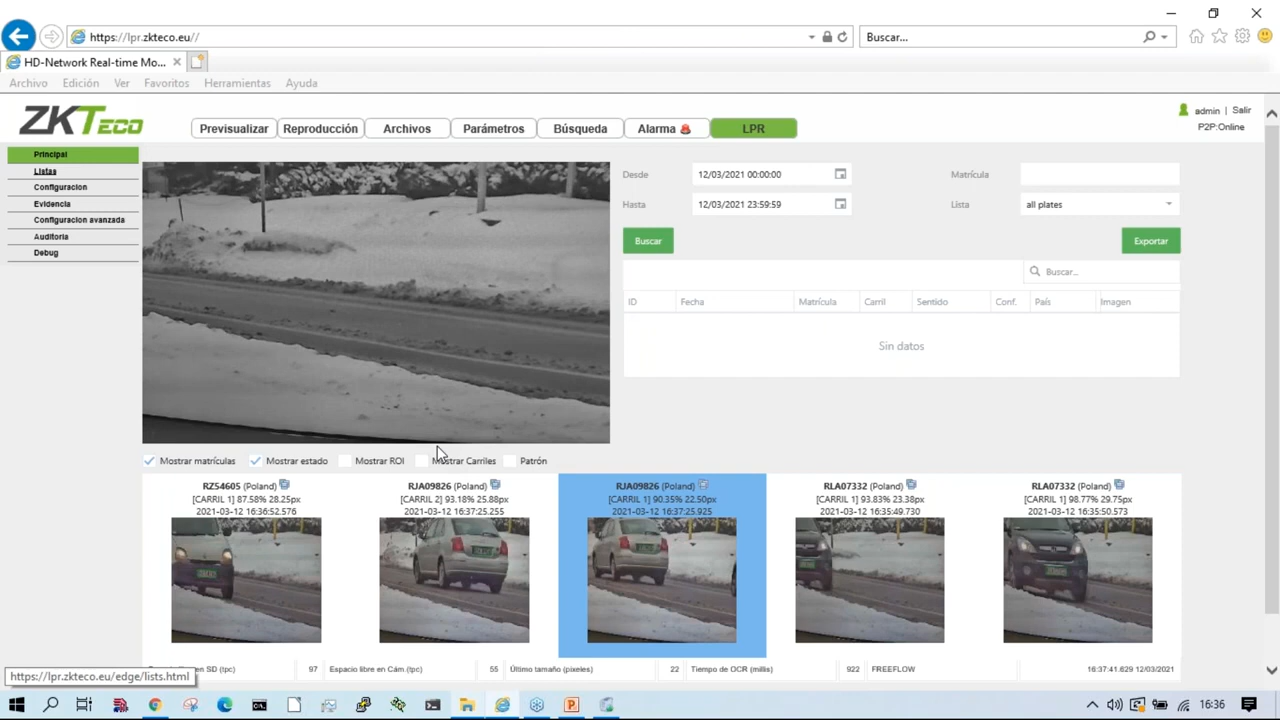 https://lpr.zkteco.eu//
Buscar...
HD-Network Real-time Mo...
Archivo Edición Ver Favoritos Herramientas Ayuda
ZKTeco
Previsualizar Reproducción Archivos Parámetros Búsqueda Alarma LPR
admin | Salir
P2P:Online
Principal
Listas
Configuracion
Evidencia
Configuracion avanzada
Auditoria
Debug
Desde 12/03/2021 00:00:00 Matrícula
Hasta 12/03/2021 23:59:59 Lista all plates
Buscar Exportar
Buscar...
ID Fecha Matrícula Carril Sentido Conf. País Imagen
Sin datos
Mostrar matrículas Mostrar estado Mostrar ROI Mostrar Carriles Patrón
RZ54605 (Poland)
[CARRIL 1] 87.58% 28.25px
2021-03-12 16:36:52.576
RJA09826 (Poland)
[CARRIL 2] 93.18% 25.88px
2021-03-12 16:37:25.255
RJA09826 (Poland)
[CARRIL 1] 90.35% 22.50px
2021-03-12 16:37:25.925
RLA07332 (Poland)
[CARRIL 1] 93.83% 23.38px
2021-03-12 16:35:49.730
RLA07332 (Poland)
[CARRIL 1] 98.77% 29.75px
2021-03-12 16:35:50.573
en SD (tpc) 97 Espacio libre en Cám.(tpc) 55 Último tamaño (píxeles) 22 Tiempo de OCR (millis) 922 FREEFLOW 16:37:41.629 12/03/2021
https://lpr.zkteco.eu/edge/lists.html
16:36